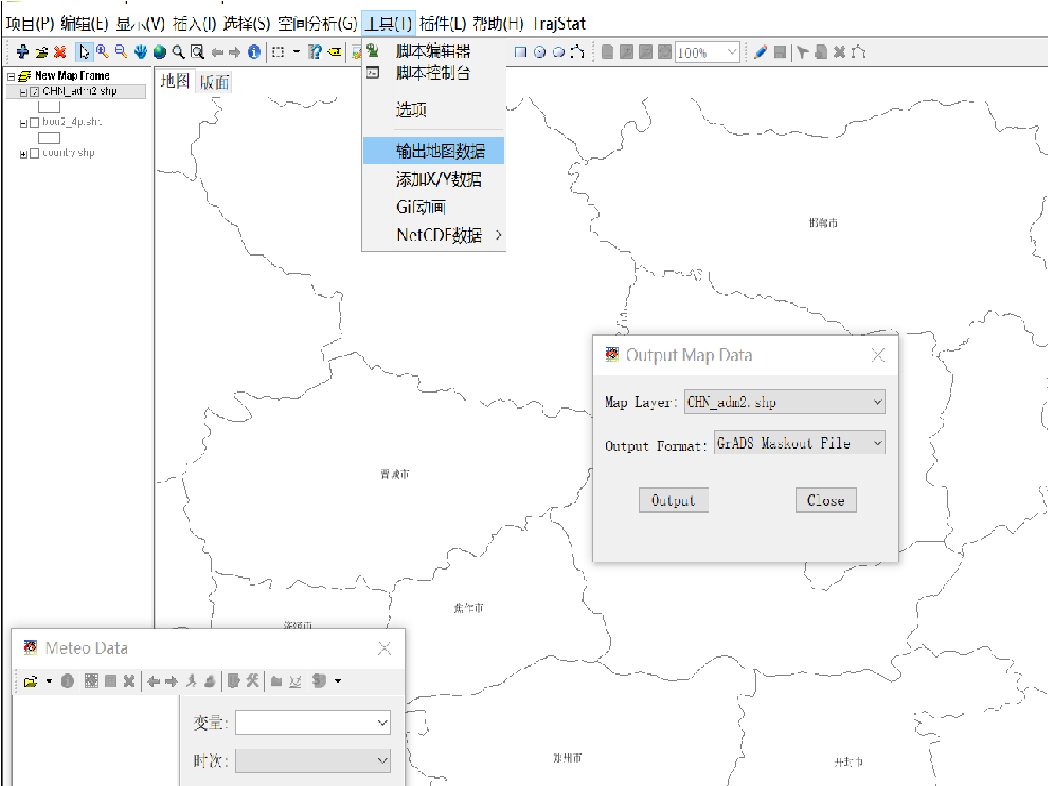 项目(P) 编辑(E) 显示(V) 插入(I) 选择(S) 空间分析(G) 工具(T) 插件(L) 帮助(H) TrajStat
100%
New Map Frame
CHN_adm2.shp
bou2_4p.shp
country.shp
地图 版面
脚本编辑器
脚本控制台
选项
输出地图数据
添加X/Y数据
Gif动画
NetCDF数据
邯郸市
Output Map Data
Map Layer: CHN_adm2.shp
Output Format: GrADS Maskout File
Output Close
晋城市
焦作市
济源市
Meteo Data
变量:
时次:
郑州市
开封市